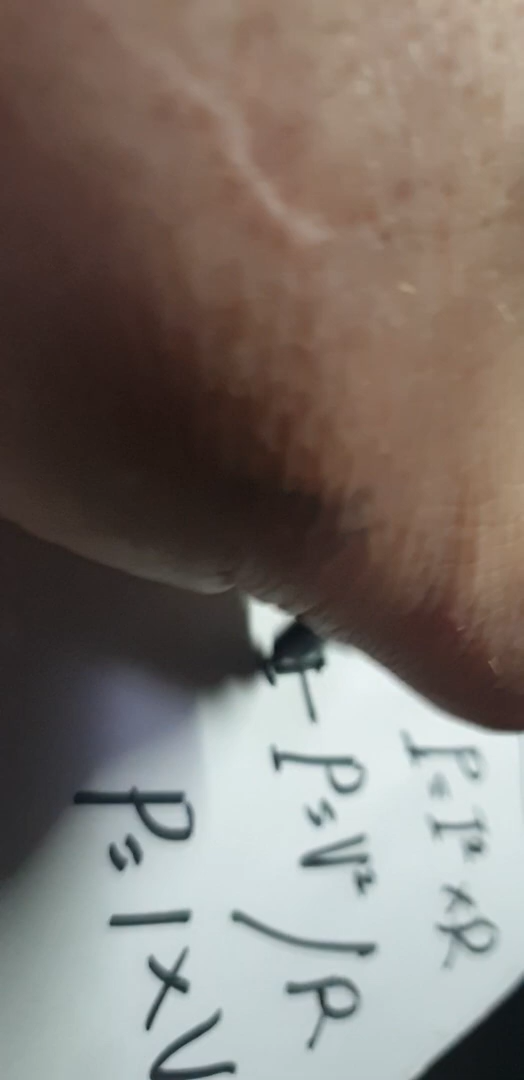 P = I² x R
P = V² / R
P = I x V